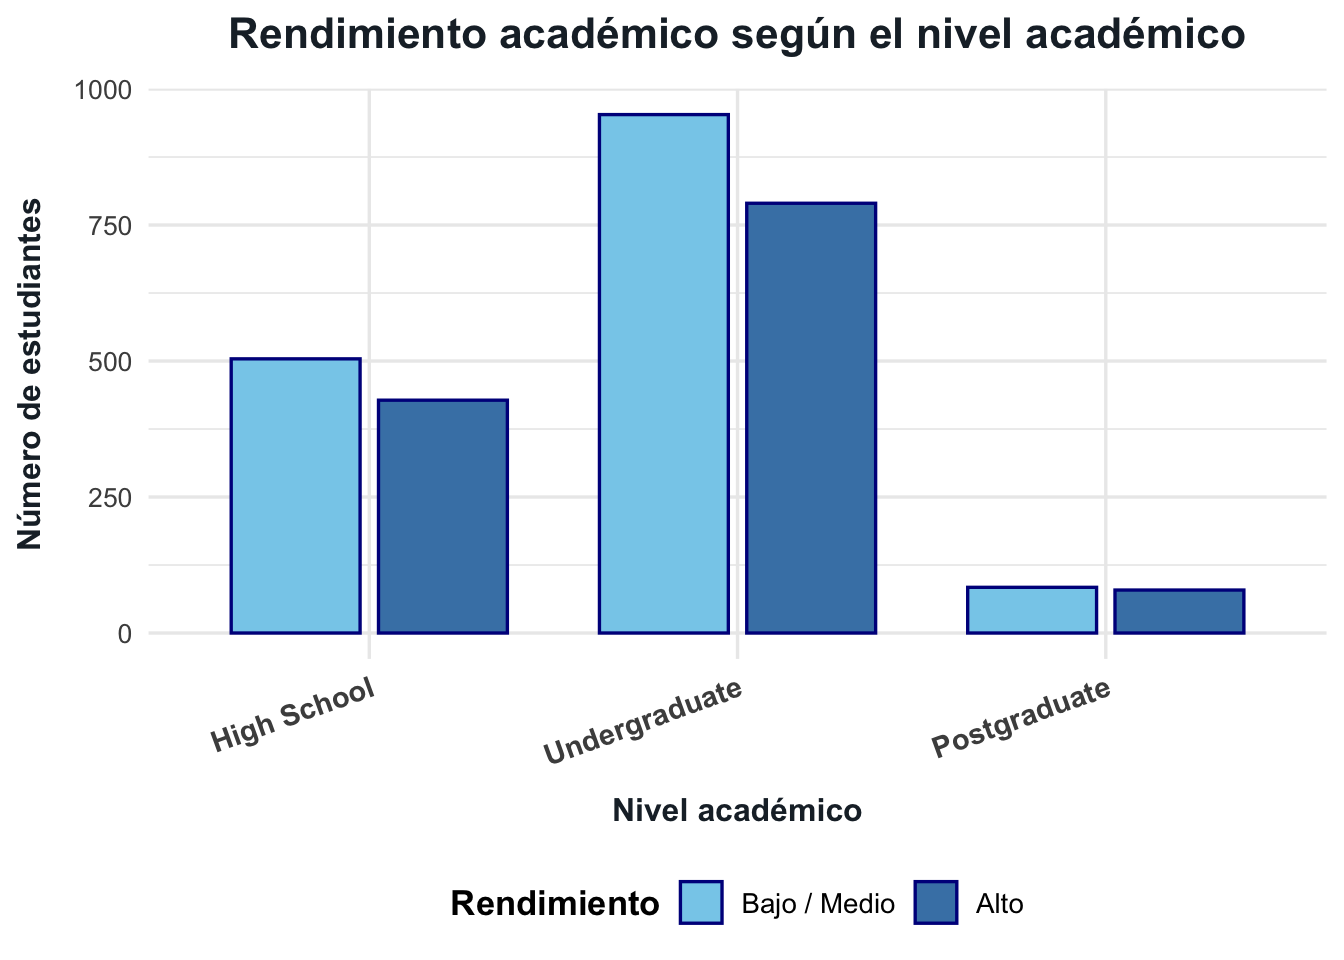 Rendimiento académico según el nivel académico
1000
750
500
250
0
Número de estudiantes
High School
Undergraduate
Postgraduate
Nivel académico
Rendimiento
Bajo / Medio
Alto